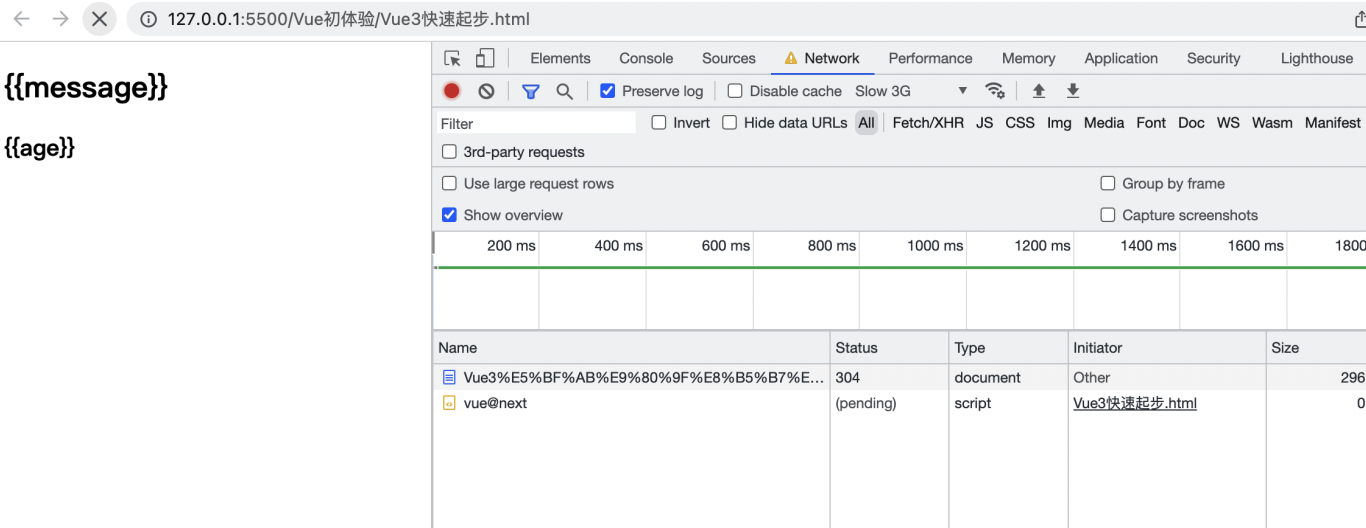 127.0.0.1:5500/Vue初体验/Vue3快速起步.html
{{message}}
{{age}}
Elements Console Sources Network Performance Memory Application Security Lighthouse
Preserve log Disable cache Slow 3G
Filter Invert Hide data URLs All Fetch/XHR JS CSS Img Media Font Doc WS Wasm Manifest
3rd-party requests
Use large request rows Group by frame
Show overview Capture screenshots
200 ms 400 ms 600 ms 800 ms 1000 ms 1200 ms 1400 ms 1600 ms 1800
Name Status Type Initiator Size
Vue3%E5%BF%AB%E9%80%9F%E8%B5%B7%E... 304 document Other 296
vue@next (pending) script Vue3快速起步.html 0